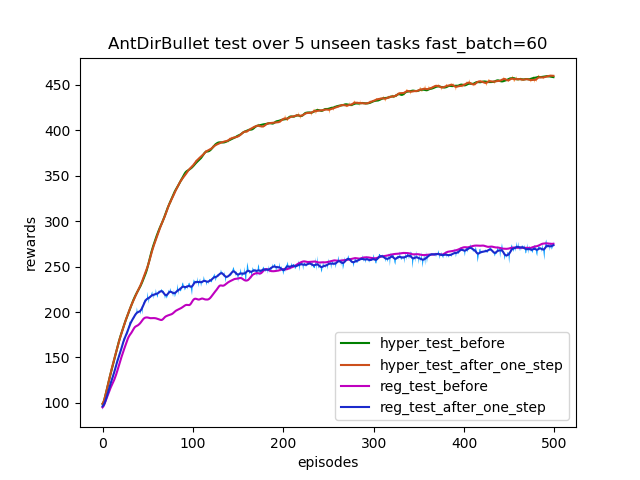 AntDirBullet test over 5 unseen tasks fast_batch=60
450
400
350
300
250
200
150
100
rewards
0
100
200
300
400
500
episodes
hyper_test_before
hyper_test_after_one_step
reg_test_before
reg_test_after_one_step